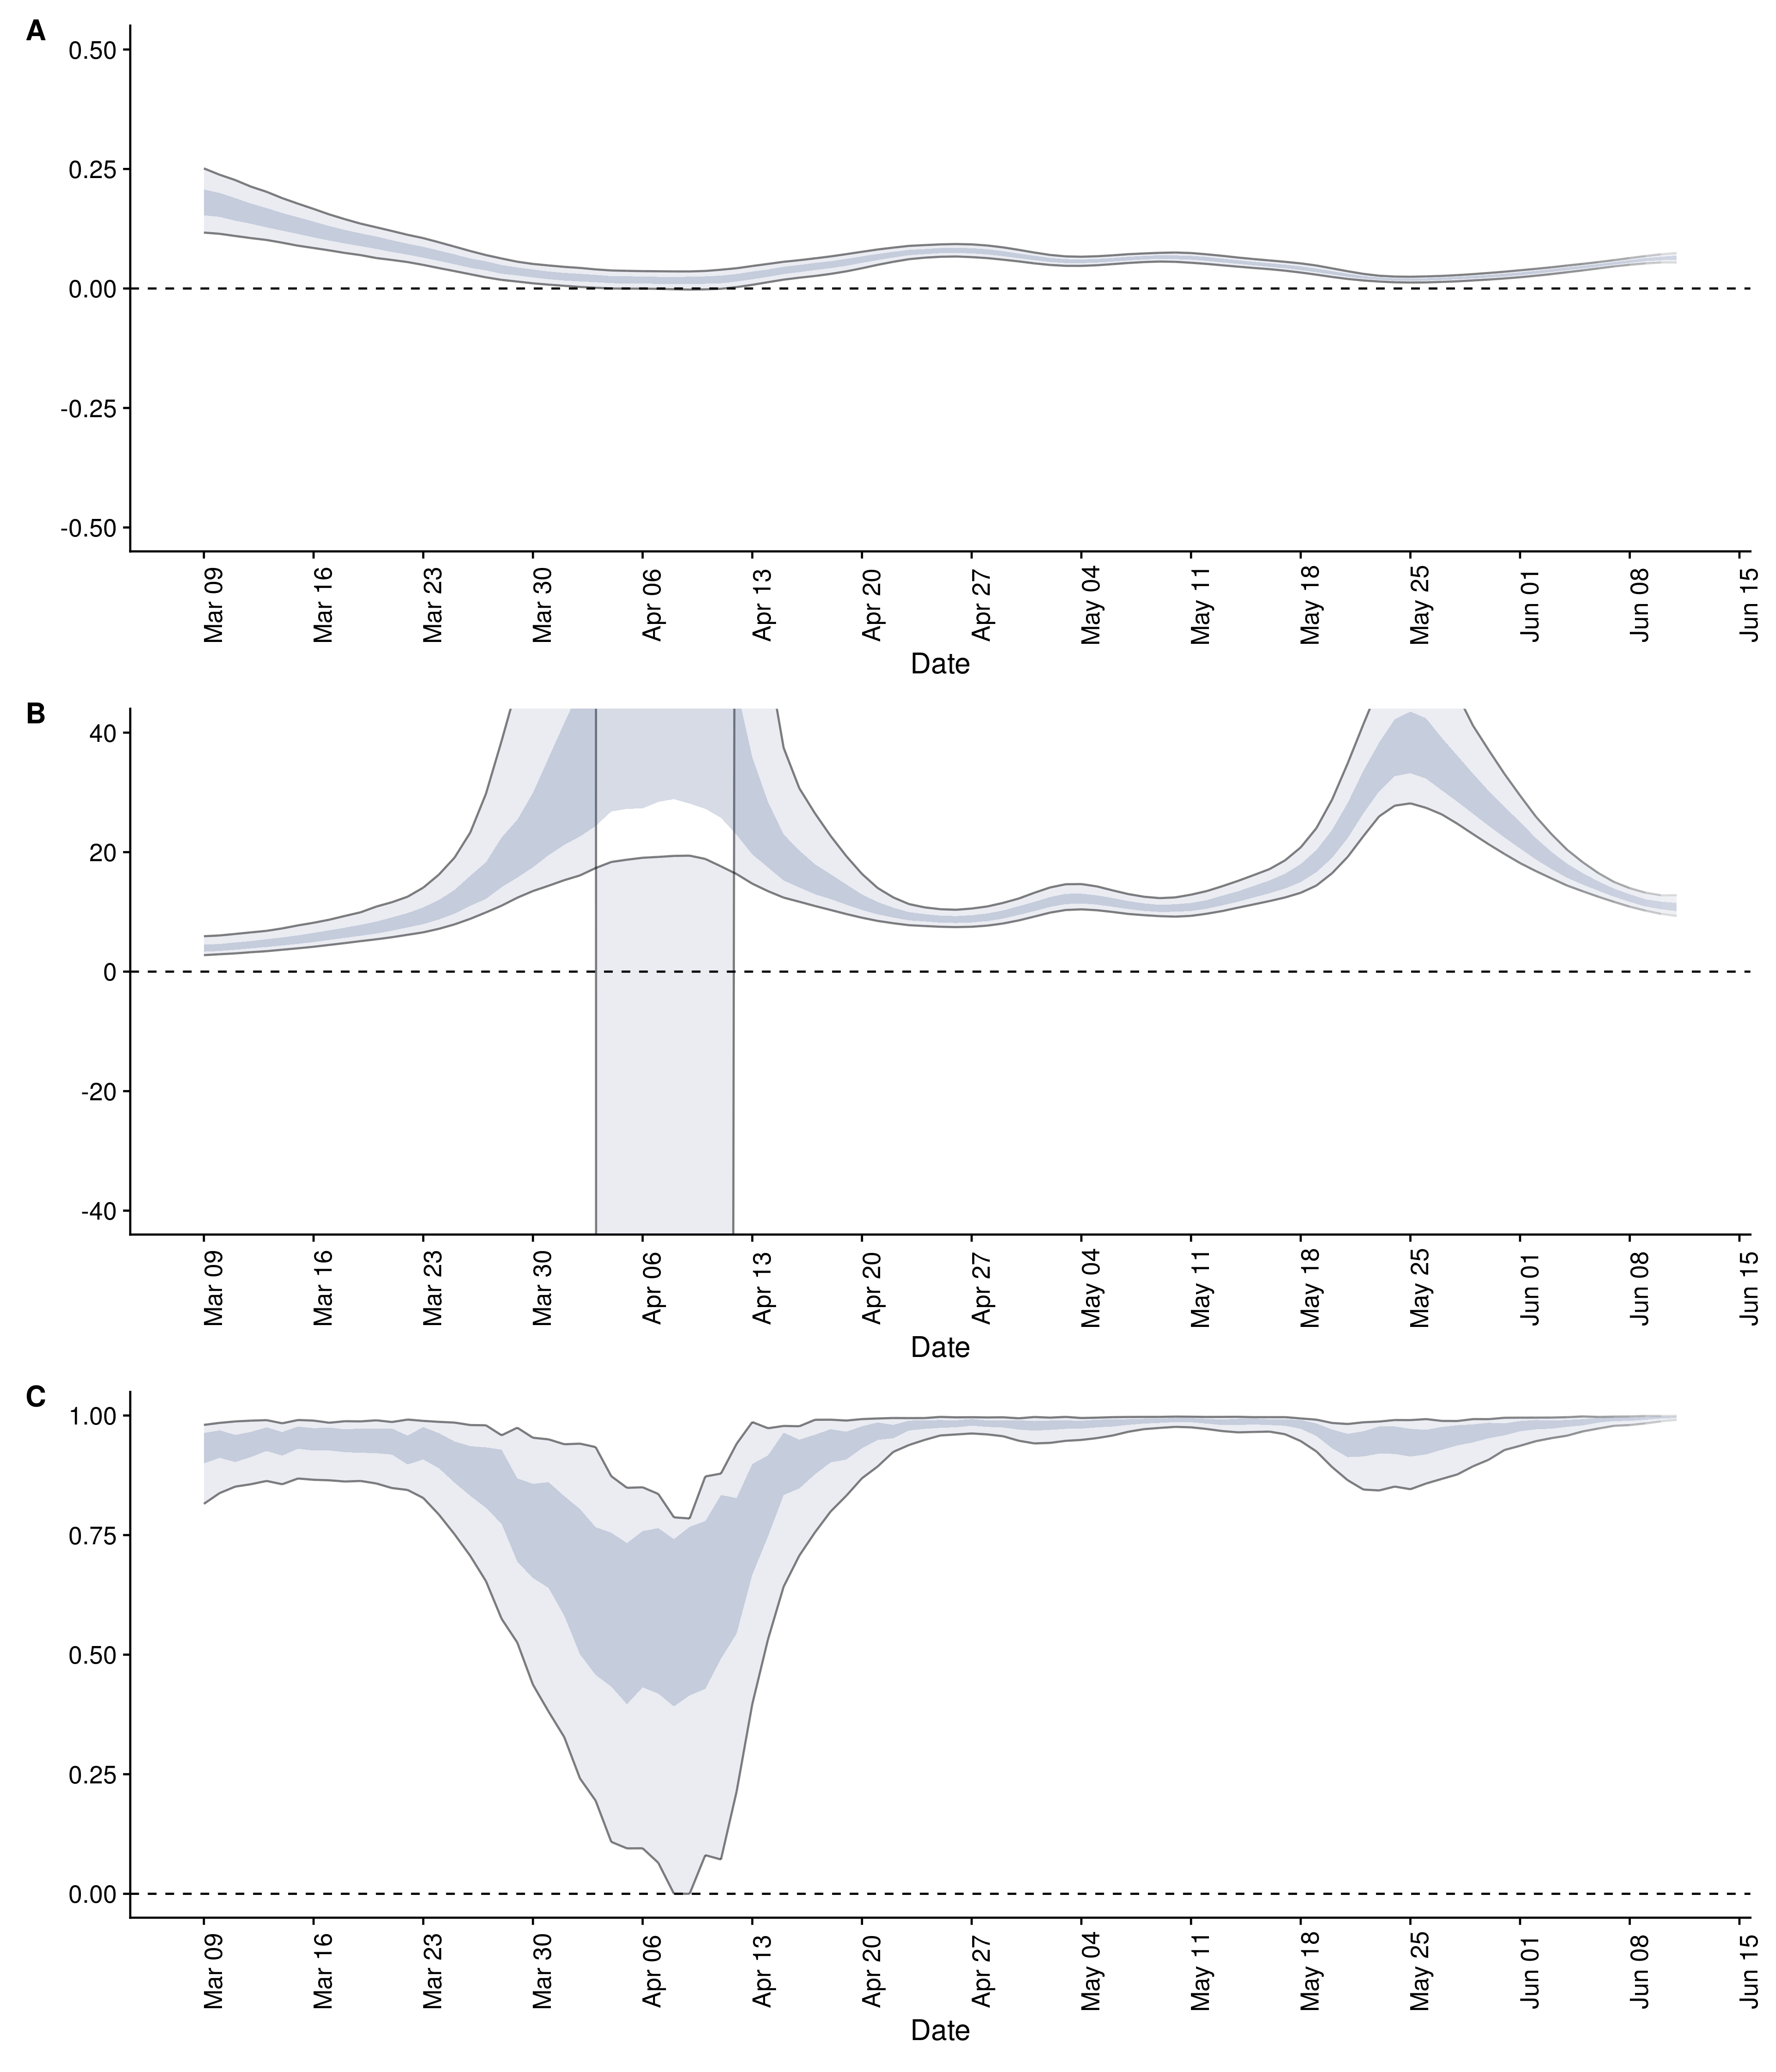 A
0.50
0.25
0.00
-0.25
-0.50
Mar 09
Mar 16
Mar 23
Mar 30
Apr 06
Apr 13
Apr 20
Apr 27
May 04
May 11
May 18
May 25
Jun 01
Jun 08
Jun 15
Date
B
40
20
0
-20
-40
Mar 09
Mar 16
Mar 23
Mar 30
Apr 06
Apr 13
Apr 20
Apr 27
May 04
May 11
May 18
May 25
Jun 01
Jun 08
Jun 15
Date
C
1.00
0.75
0.50
0.25
0.00
Mar 09
Mar 16
Mar 23
Mar 30
Apr 06
Apr 13
Apr 20
Apr 27
May 04
May 11
May 18
May 25
Jun 01
Jun 08
Jun 15
Date